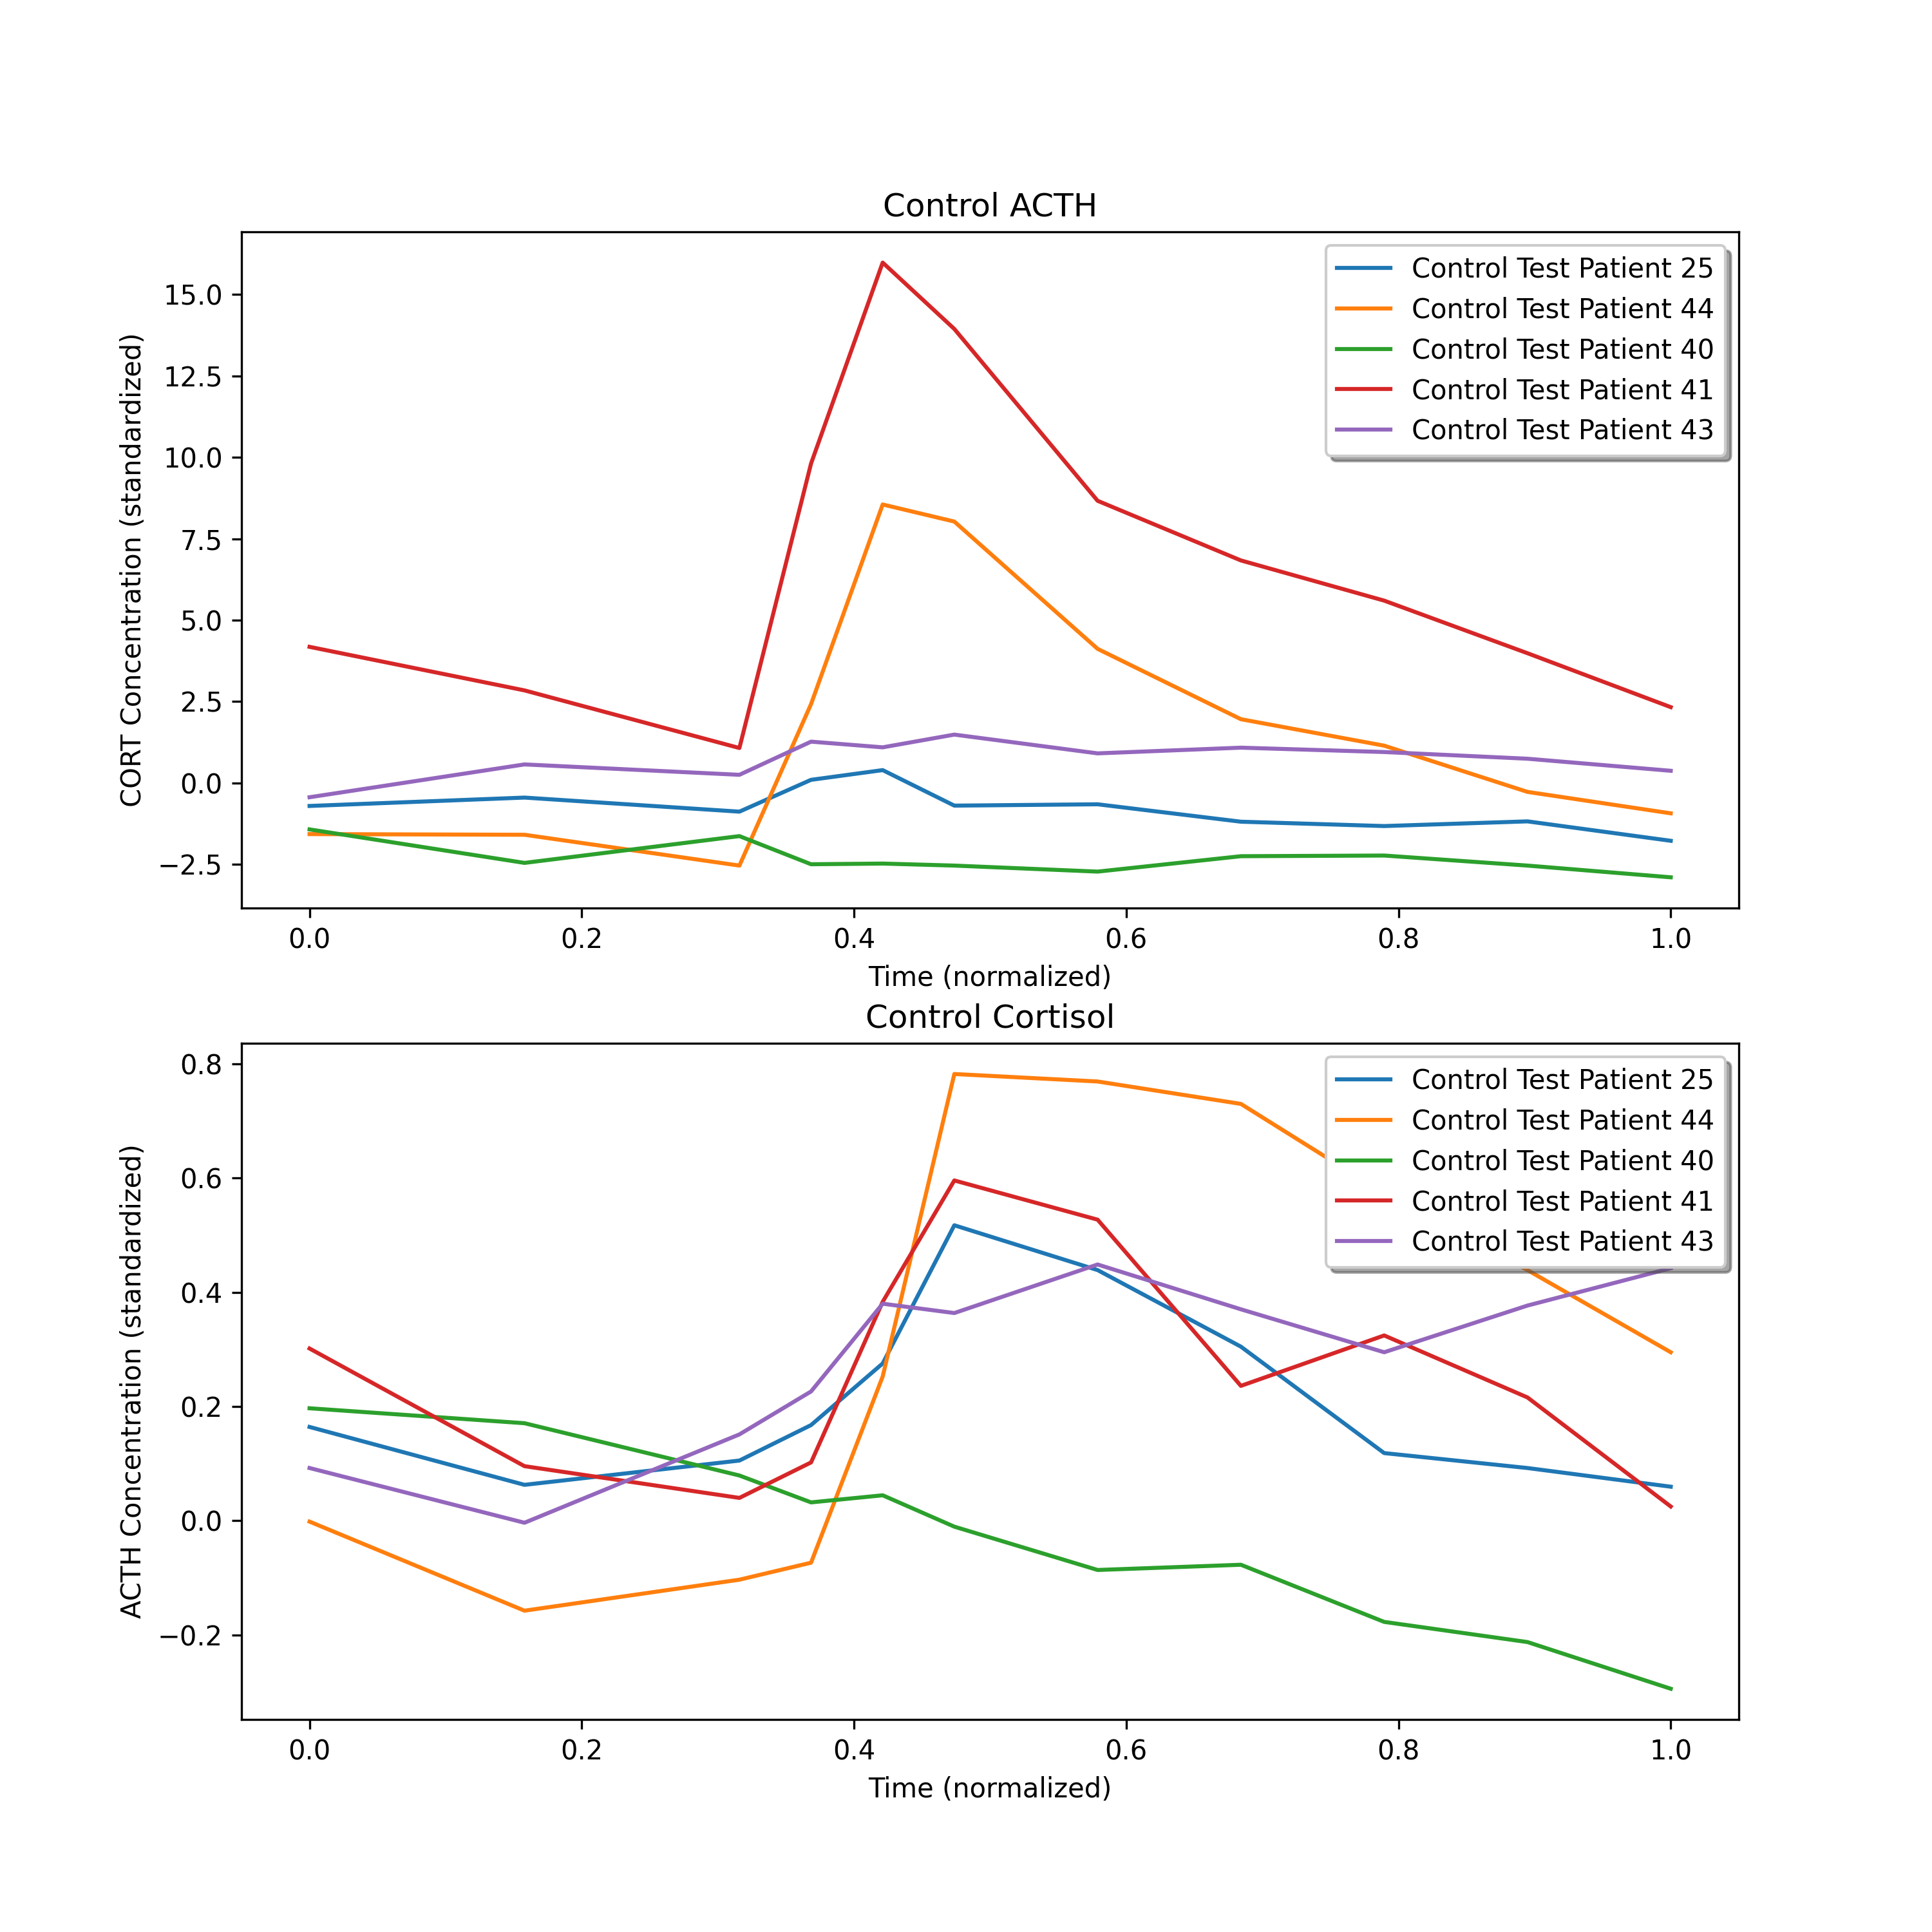 Control ACTH
CORT Concentration (standardized)
15.0
12.5
10.0
7.5
5.0
2.5
0.0
−2.5
Control Test Patient 25
Control Test Patient 44
Control Test Patient 40
Control Test Patient 41
Control Test Patient 43
0.0 0.2 0.4 0.6 0.8 1.0
Time (normalized)
Control Cortisol
ACTH Concentration (standardized)
0.8
0.6
0.4
0.2
0.0
−0.2
Control Test Patient 25
Control Test Patient 44
Control Test Patient 40
Control Test Patient 41
Control Test Patient 43
0.0 0.2 0.4 0.6 0.8 1.0
Time (normalized)